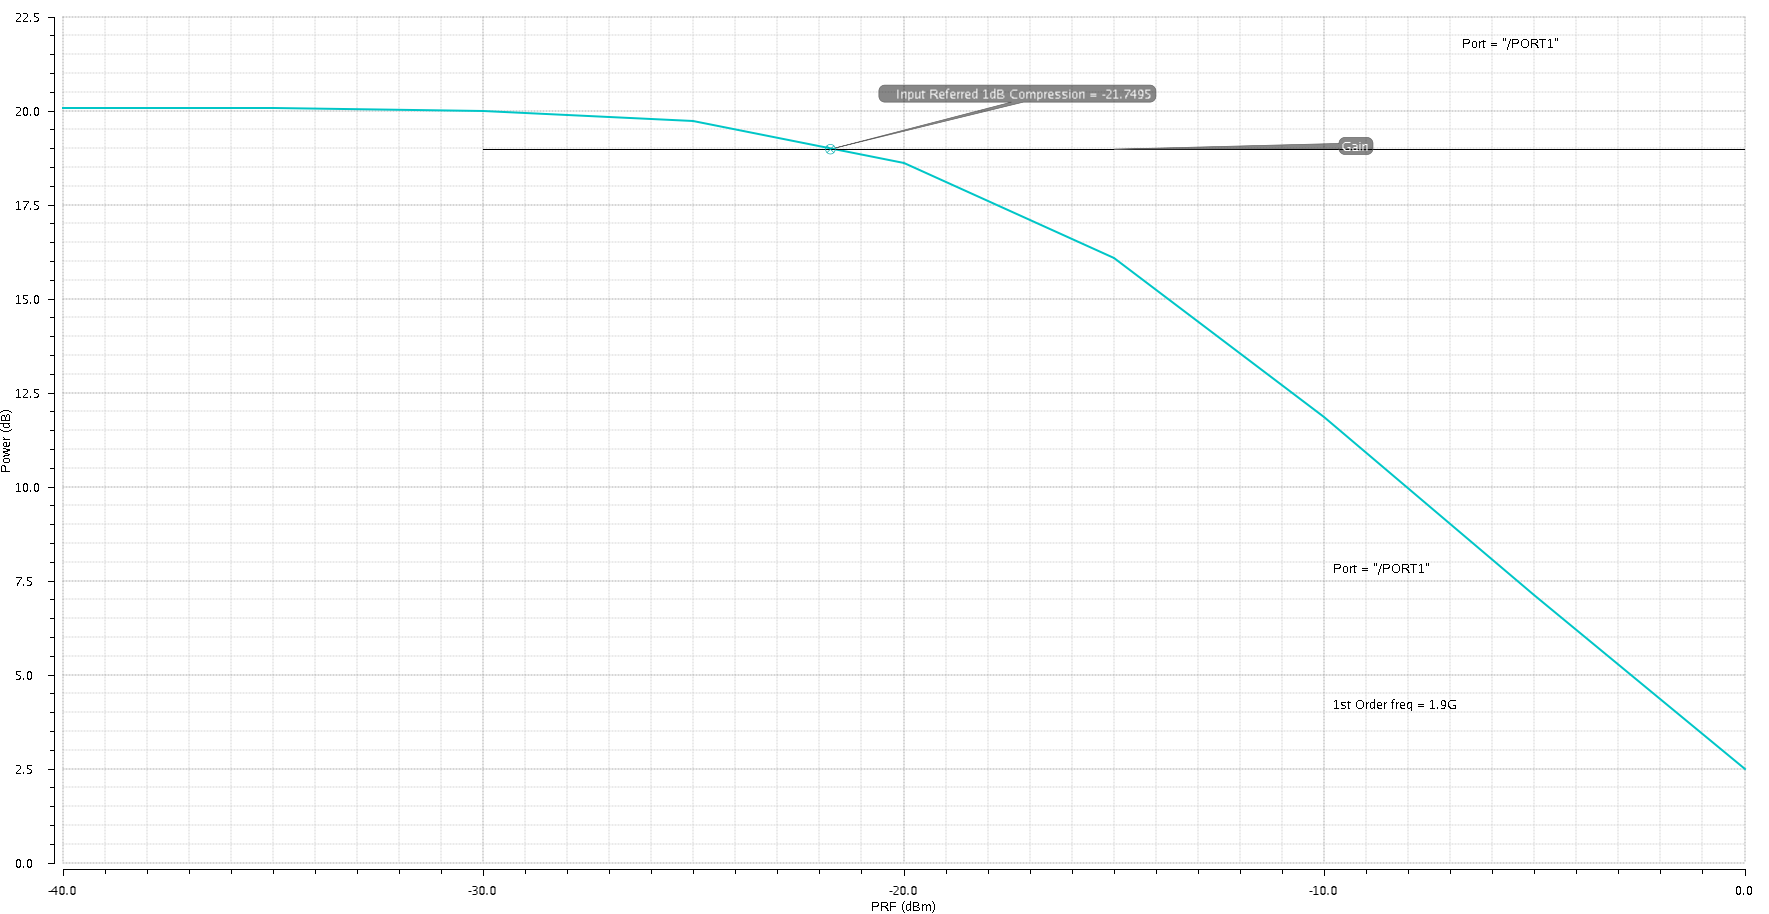 22.5
Port = "/PORT1"
Input Referred 1dB Compression = -21.7495
20.0
Gain
17.5
15.0
12.5
Power (dB)
10.0
Port = "/PORT1"
7.5
5.0
1st Order freq = 1.9G
2.5
0.0
-40.0
-30.0
-20.0
-10.0
0.0
PRF (dBm)